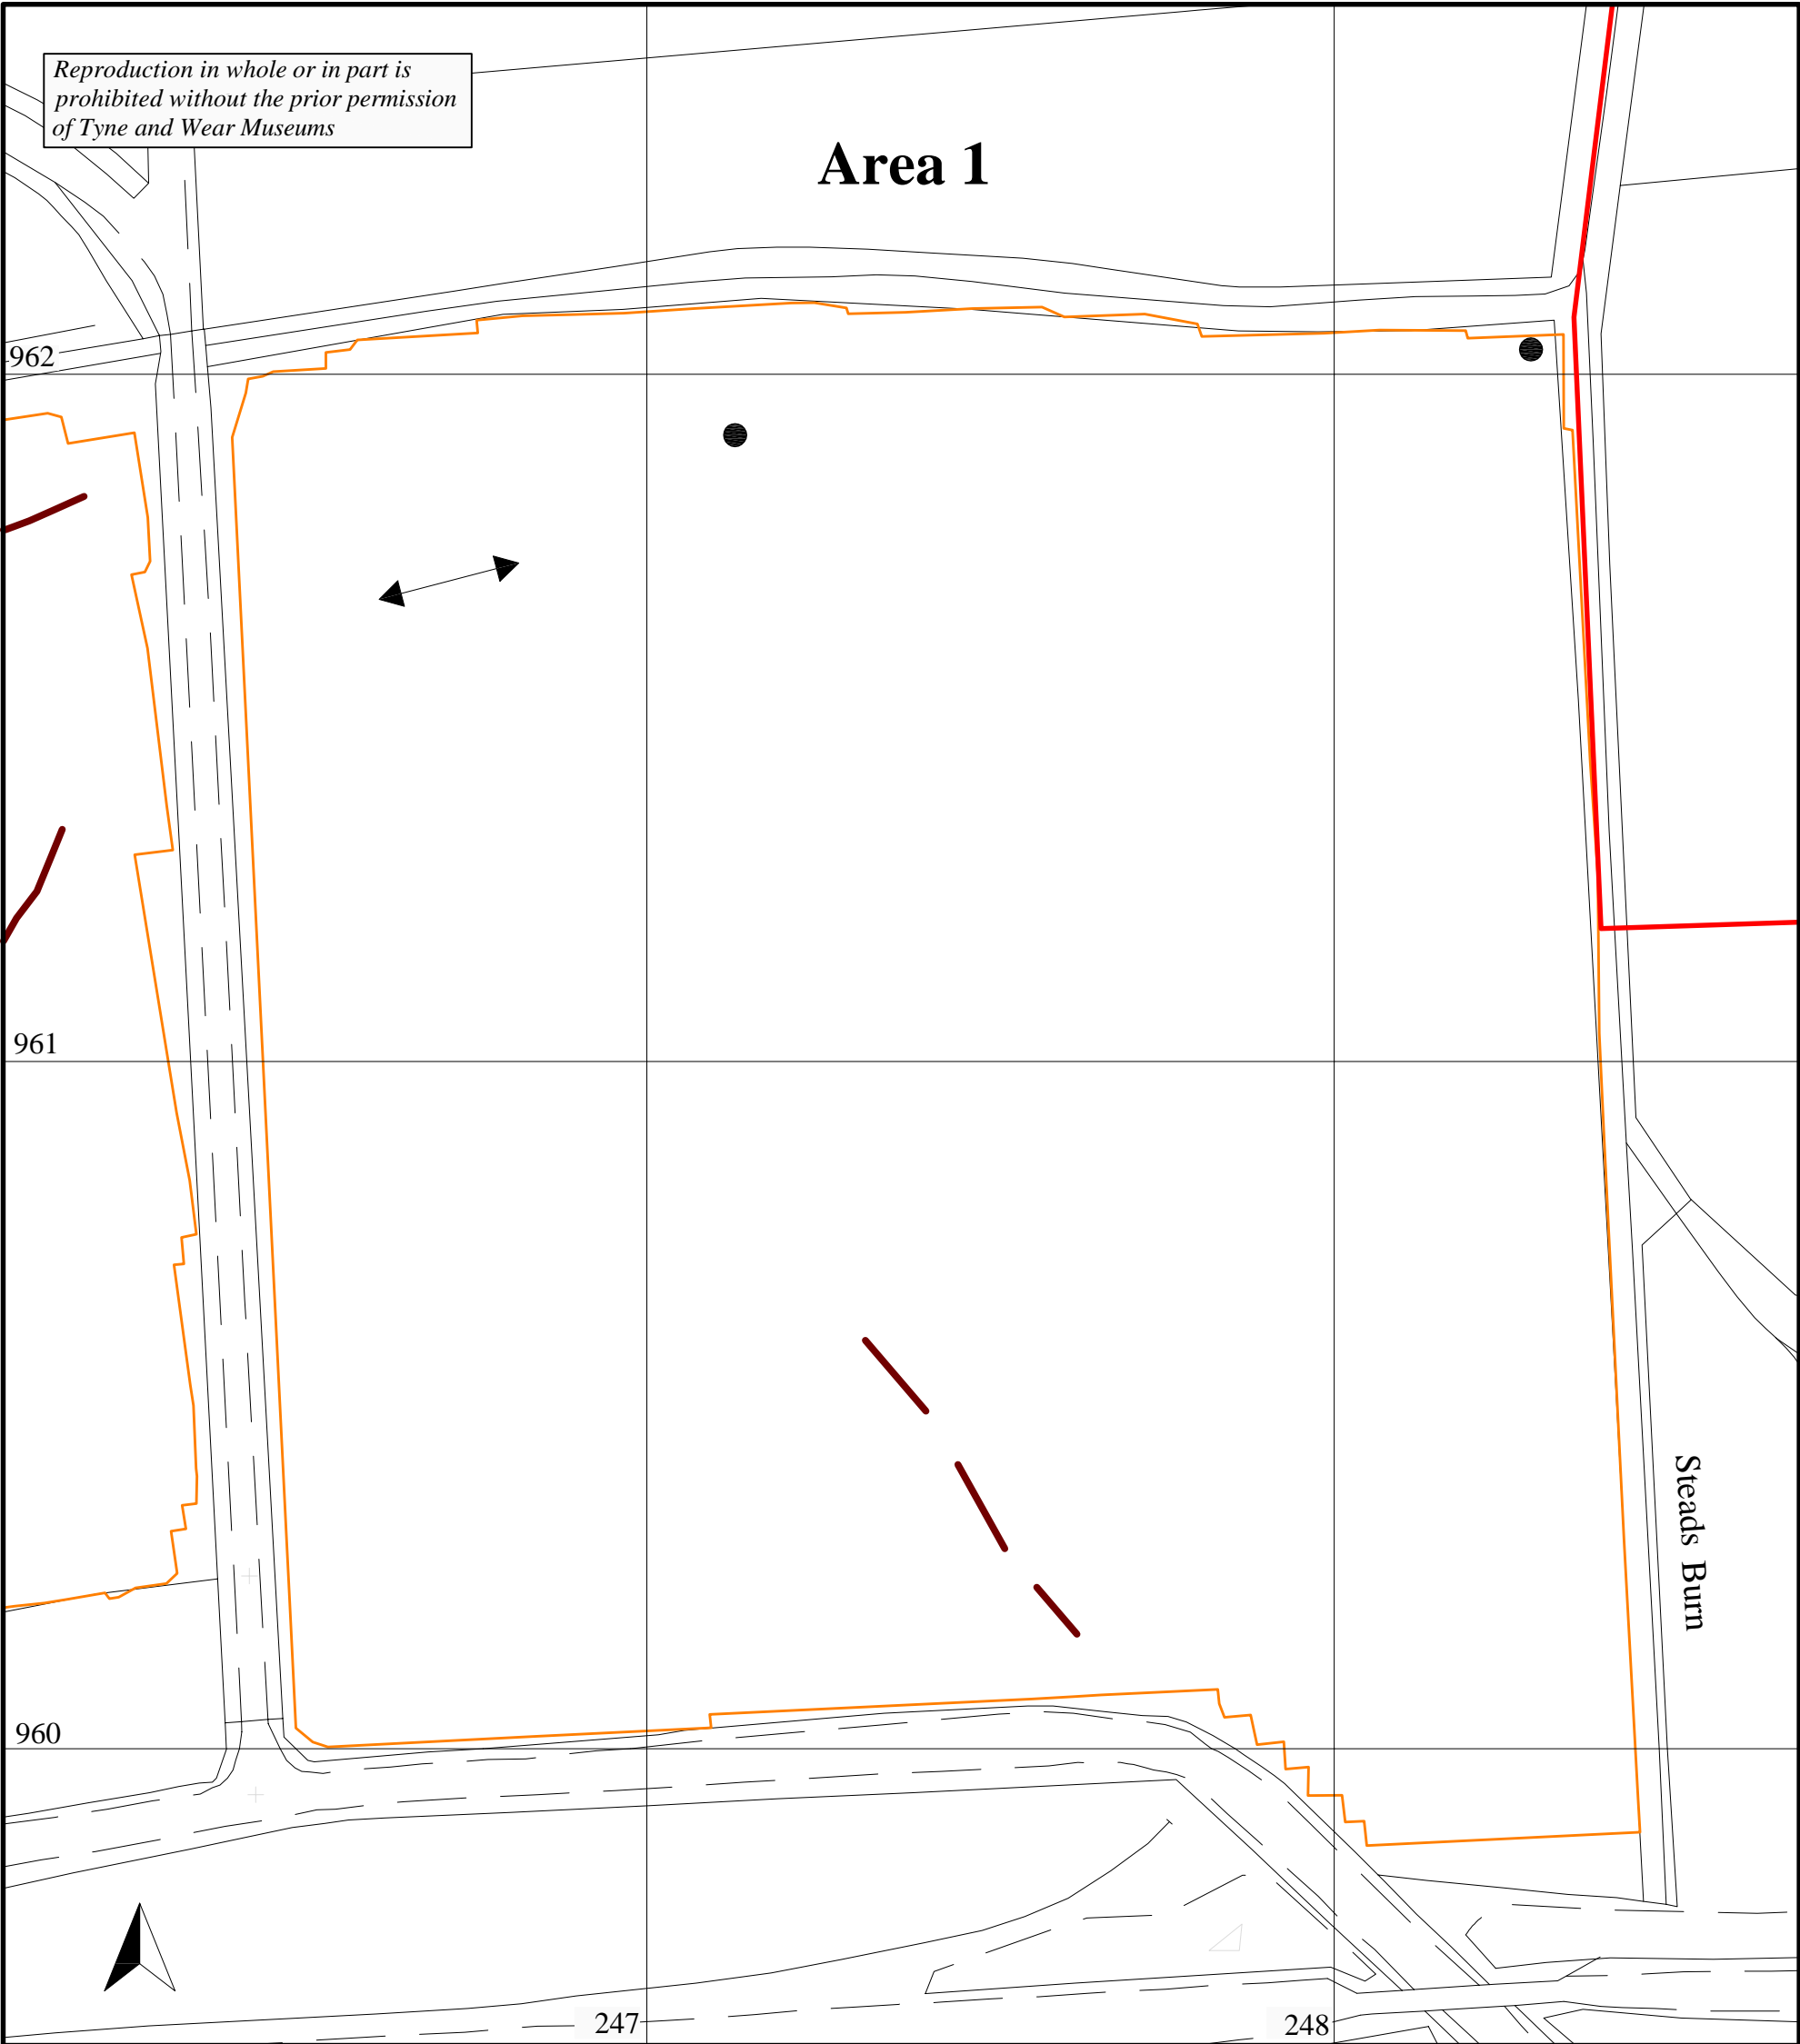 Reproduction in whole or in part is
prohibited without the prior permission
of Tyne and Wear Museums
Area 1
962
961
Steads Burn
960
247
248